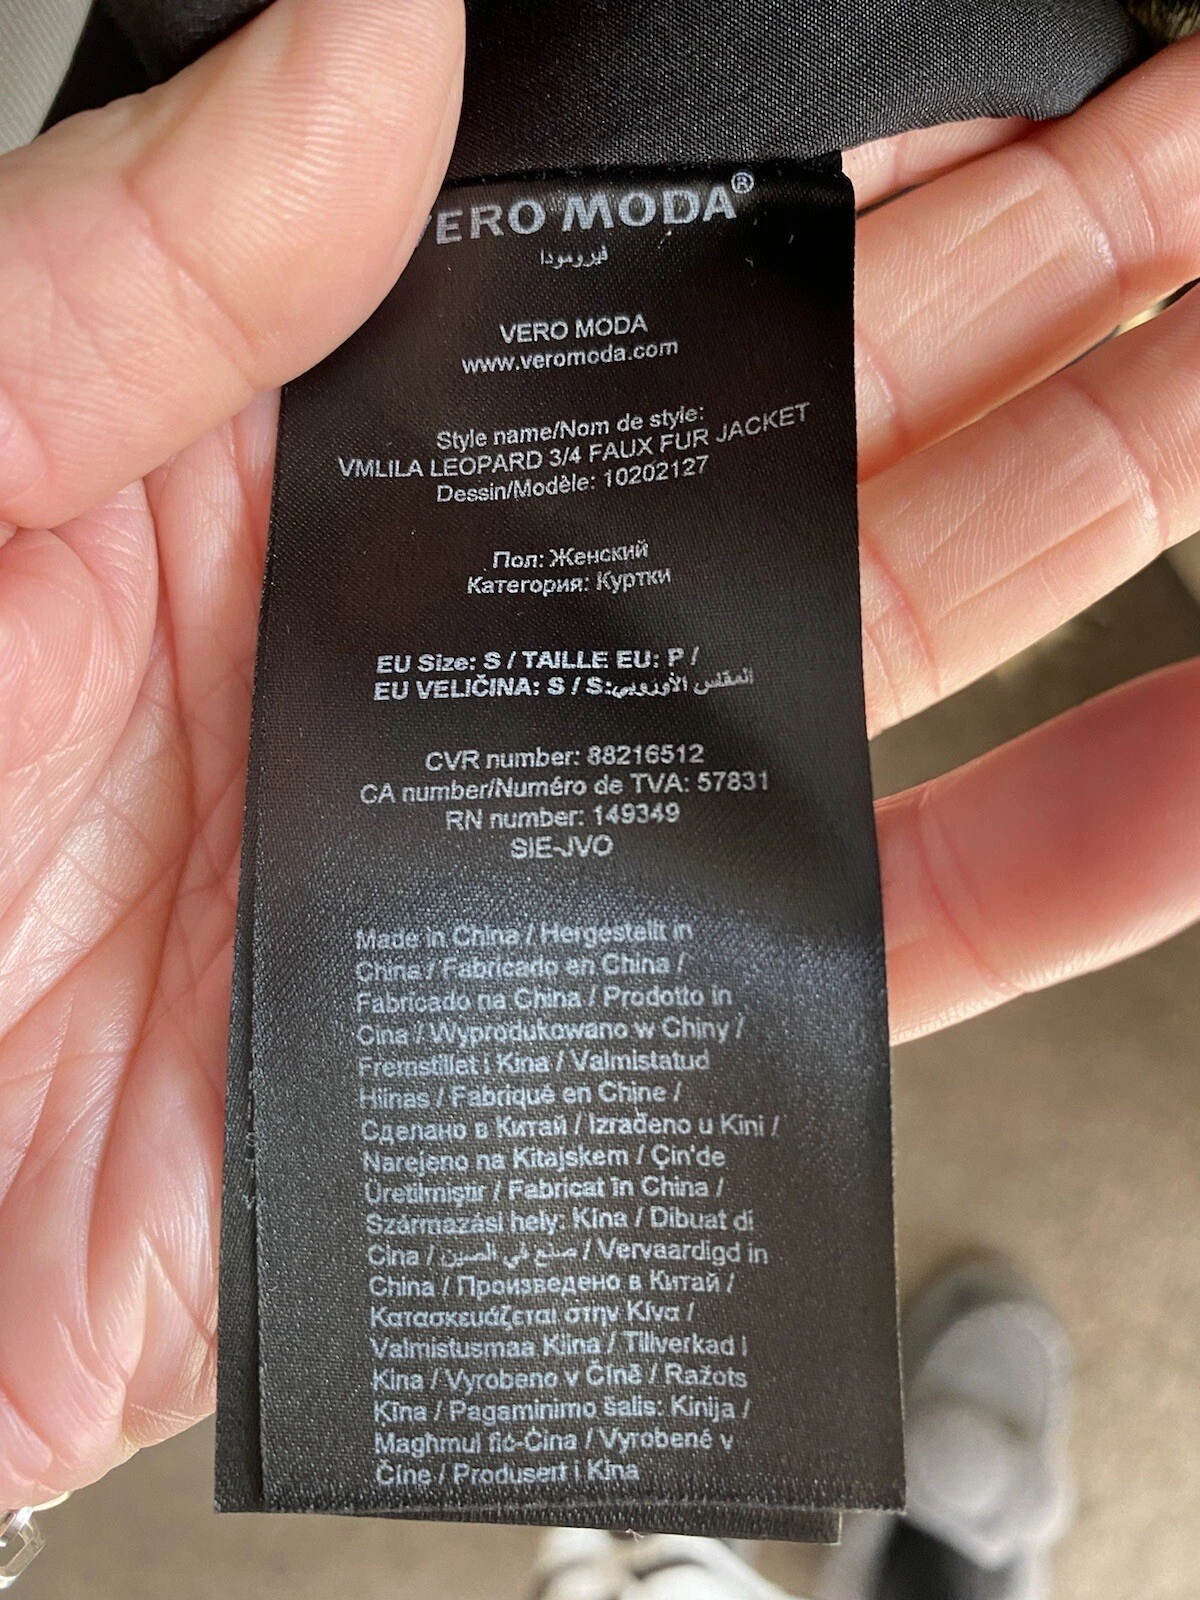 VERO MODA®
ڤيرومودا
VERO MODA
www.veromoda.com
Style name/Nom de style:
VMLILA LEOPARD 3/4 FAUX FUR JACKET
Dessin/Modèle: 10202127
Пол: Женский
Категория: Куртки
EU Size: S / TAILLE EU: P /
EU VELIČINA: S / S:المقاس الأوروبي
CVR number: 88216512
CA number/Numéro de TVA: 57831
RN number: 149349
SIE-JVO
Made in China / Hergestellt in
China / Fabricado en China /
Fabricado na China / Prodotto in
Cina / Wyprodukowano w Chiny /
Fremstillet i Kina / Valmistatud
Hiinas / Fabriqué en Chine /
Сделано в Китай / Izrađeno u Kini /
Narejeno na Kitajskem / Çin'de
Üretilmiştir / Fabricat în China /
Származási hely: Kína / Dibuat di
Cina / صنع في الصين / Vervaardigd in
China / Произведено в Китай /
Κατασκευάζεται στην Κίνα /
Valmistusmaa Kiina / Tillverkad i
Kina / Vyrobeno v Číně / Ražots
Ķīna / Pagaminimo šalis: Kinija /
Magħmul fiċ-Ċina / Vyrobené v
Číne / Produsert i Kina